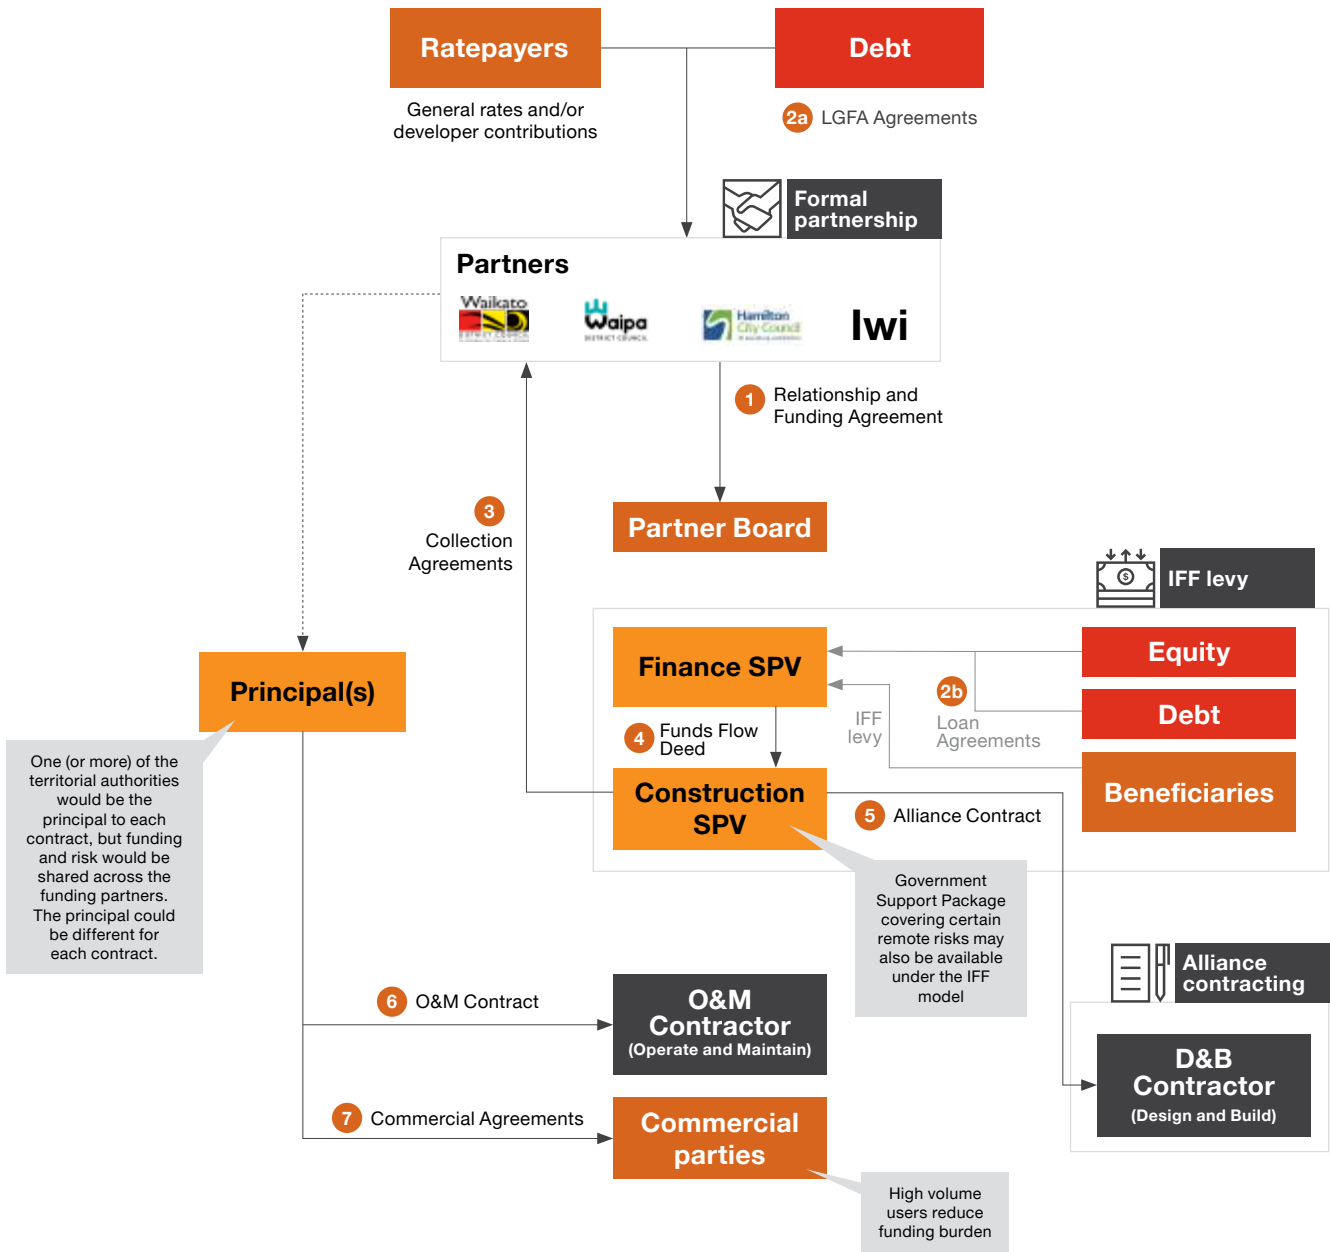 Ratepayers
Debt
General rates and/or
developer contributions
2a LGFA Agreements
Formal
partnership
Partners
Waikato
DISTRICT COUNCIL
Waipa
DISTRICT COUNCIL
Hamilton
City Council
Iwi
1 Relationship and
Funding Agreement
3
Collection
Agreements
Partner Board
IFF levy
$
Finance SPV
Equity
2b
Loan
Agreements
Debt
IFF
levy
Principal(s)
4 Funds Flow
Deed
Construction
SPV
Beneficiaries
5 Alliance Contract
One (or more) of the
territorial authorities
would be the
principal to each
contract, but funding
and risk would be
shared across the
funding partners.
The principal could
be different for
each contract.
Government
Support Package
covering certain
remote risks may
also be available
under the IFF
model
Alliance
contracting
6 O&M Contract
O&M
Contractor
(Operate and Maintain)
D&B
Contractor
(Design and Build)
7 Commercial Agreements
Commercial
parties
High volume
users reduce
funding burden